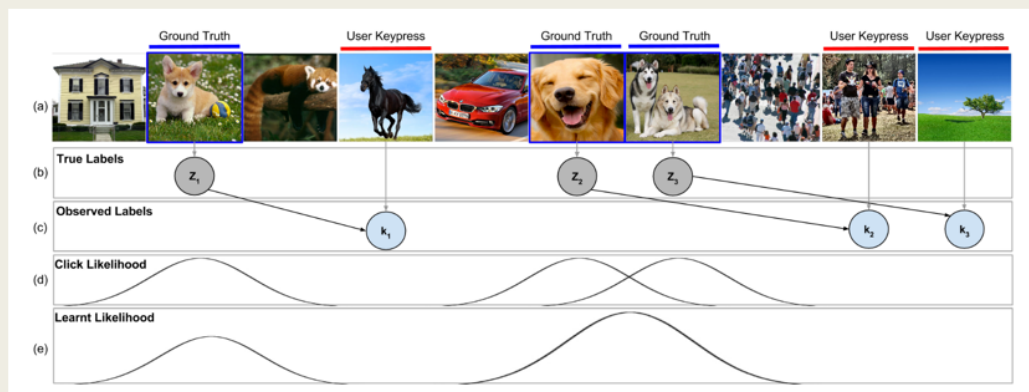 Ground Truth User Keypress Ground Truth Ground Truth User Keypress User Keypress
(a)
True Labels
(b) Z1 Z2 Z3
Observed Labels
(c) k1 k2 k3
Click Likelihood
(d)
Learnt Likelihood
(e)